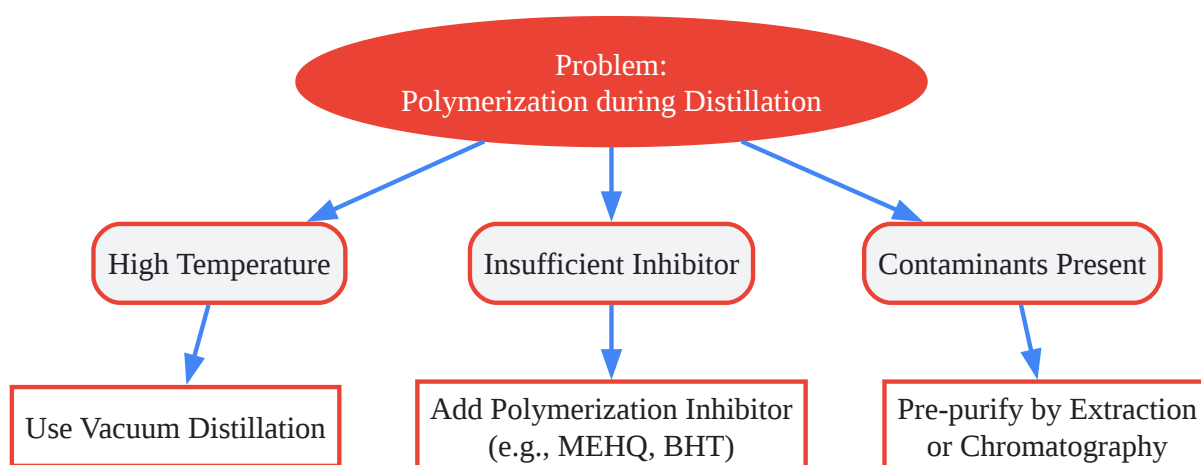 Problem:
Polymerization during Distillation
High Temperature
Insufficient Inhibitor
Contaminants Present
Use Vacuum Distillation
Add Polymerization Inhibitor
(e.g., MEHQ, BHT)
Pre-purify by Extraction
or Chromatography